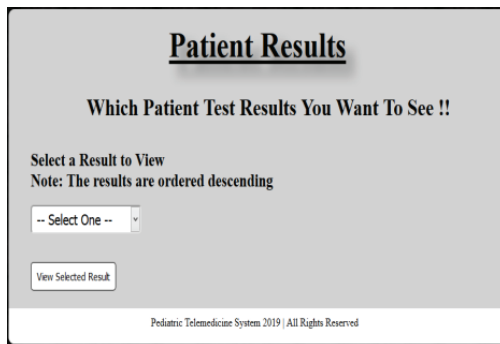 Patient Results
Which Patient Test Results You Want To See !!
Select a Result to View
Note: The results are ordered descending
-- Select One --
View Selected Result
Pediatric Telemedicine System 2019 | All Rights Reserved